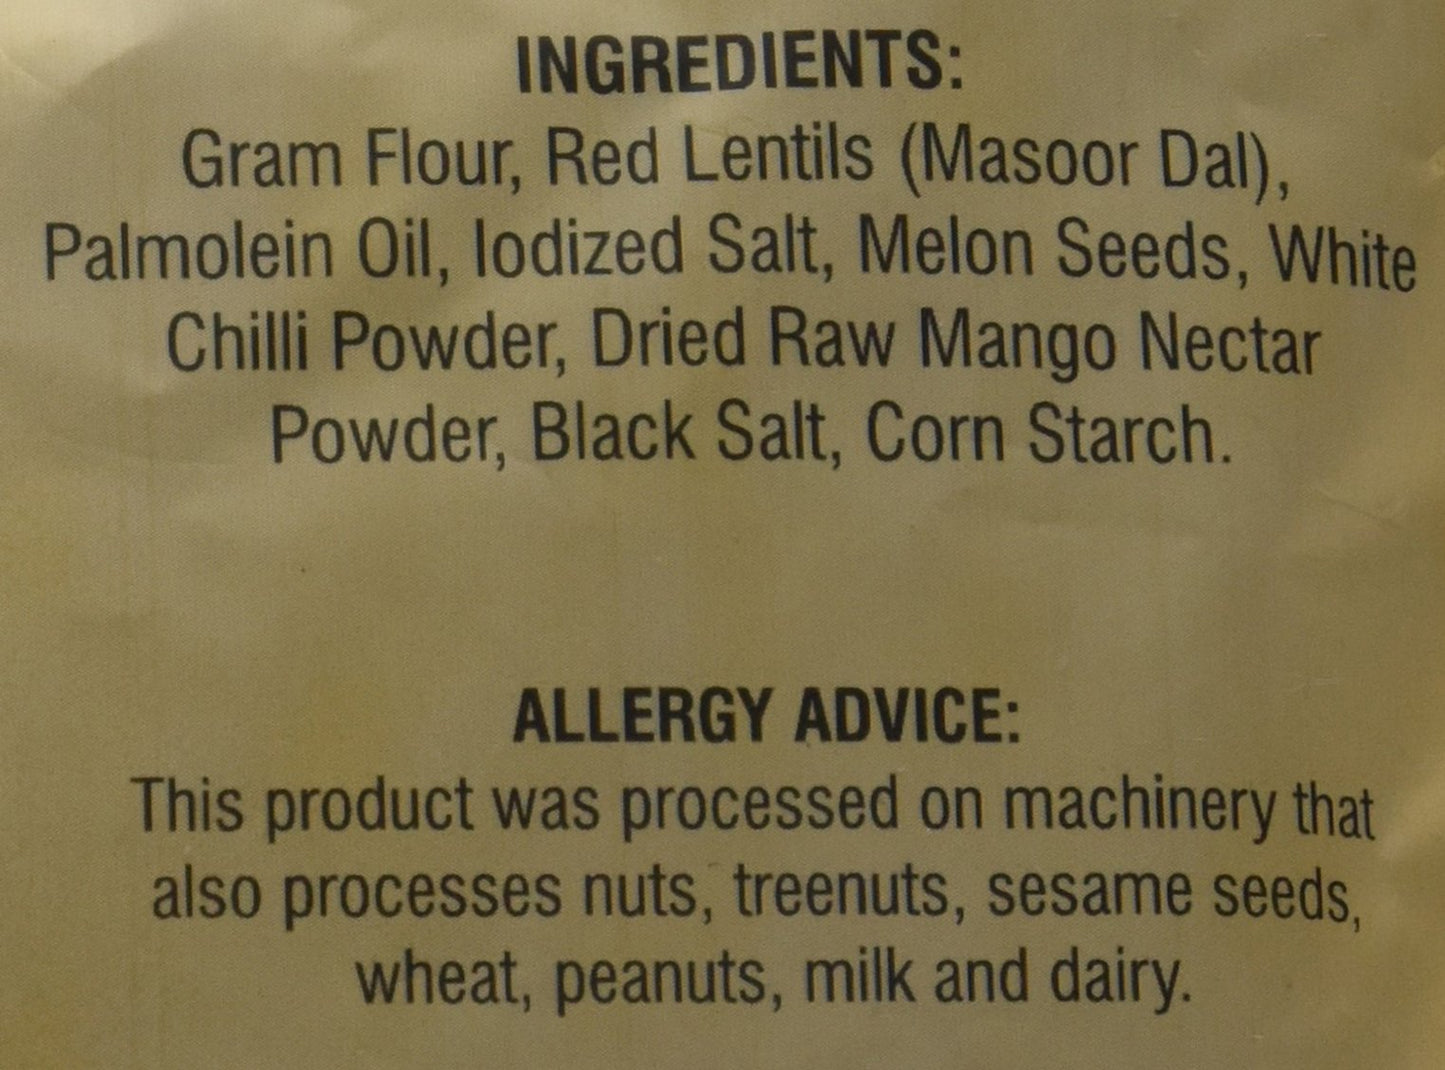 INGREDIENTS:
Gram Flour, Red Lentils (Masoor Dal),
Palmolein Oil, Iodized Salt, Melon Seeds, White
Chilli Powder, Dried Raw Mango Nectar
Powder, Black Salt, Corn Starch.
ALLERGY ADVICE:
This product was processed on machinery that
also processes nuts, treenuts, sesame seeds,
wheat, peanuts, milk and dairy.